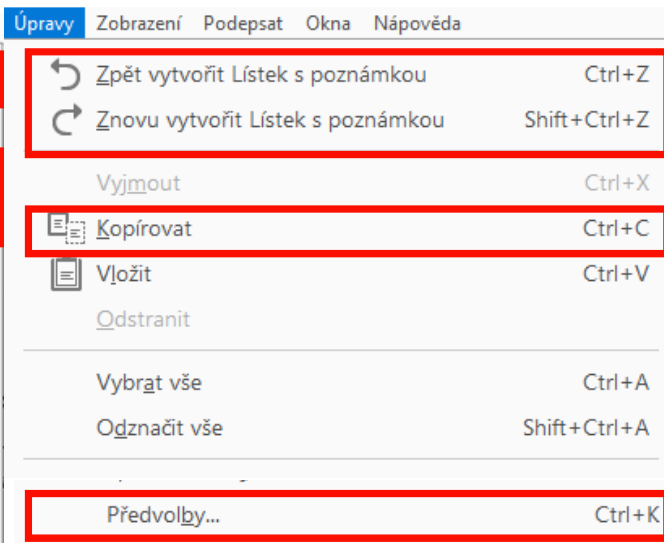 Úpravy Zobrazení Podepsat Okna Nápověda
Zpět vytvořit Lístek s poznámkou Ctrl+Z
Znovu vytvořit Lístek s poznámkou Shift+Ctrl+Z
Vyjmout Ctrl+X
Kopírovat Ctrl+C
Vložit Ctrl+V
Odstranit
Vybrat vše Ctrl+A
Odznačit vše Shift+Ctrl+A
Předvolby... Ctrl+K